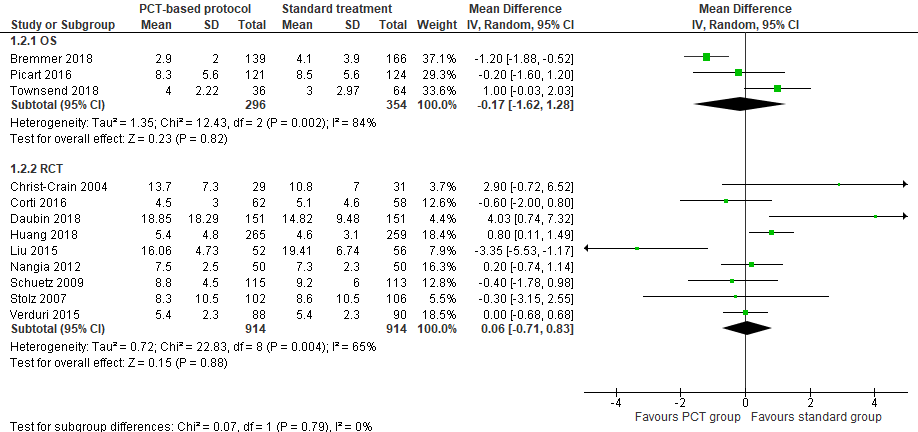 PCT-based protocol Standard treatment Mean Difference Mean Difference
Study or Subgroup Mean SD Total Mean SD Total Weight IV, Random, 95% CI IV, Random, 95% CI
1.2.1 OS
Bremmer 2018 2.9 2 139 4.1 3.9 166 37.1% -1.20 [-1.88, -0.52]
Picart 2016 8.3 5.6 121 8.5 5.6 124 29.3% -0.20 [-1.60, 1.20]
Townsend 2018 4 2.22 36 3 2.97 64 33.6% 1.00 [-0.03, 2.03]
Subtotal (95% CI) 296 354 100.0% -0.17 [-1.62, 1.28]
Heterogeneity: Tau² = 1.35; Chi² = 12.43, df = 2 (P = 0.002); I² = 84%
Test for overall effect: Z = 0.23 (P = 0.82)
1.2.2 RCT
Christ-Crain 2004 13.7 7.3 29 10.8 7 31 3.7% 2.90 [-0.72, 6.52]
Corti 2016 4.5 3 62 5.1 4.6 58 13.1% -0.60 [-2.00, 0.80]
Daubin 2018 18.85 18.29 151 14.82 9.48 151 4.4% 4.03 [0.74, 7.32]
Huang 2018 5.4 4.8 265 4.6 3.1 259 18.4% 0.80 [0.11, 1.49]
Liu 2015 16.06 4.73 52 19.41 6.74 56 7.9% -3.35 [-5.53, -1.17]
Nangia 2012 7.5 2.5 50 7.3 2.3 50 16.3% 0.20 [-0.74, 1.14]
Schuetz 2009 8.8 4.5 115 9.2 6 113 12.3% -0.40 [-1.78, 0.98]
Stolz 2007 8.3 10.5 102 8.6 10.5 106 5.4% -0.30 [-3.15, 2.55]
Verduri 2015 5.4 2.3 88 5.4 2.3 90 18.5% 0.00 [-0.68, 0.68]
Subtotal (95% CI) 914 914 100.0% 0.06 [-0.71, 0.83]
Heterogeneity: Tau² = 0.72; Chi² = 22.83, df = 8 (P = 0.004); I² = 65%
Test for overall effect: Z = 0.15 (P = 0.88)
-4 -2 0 2 4
Favours PCT group Favours standard group
Test for subgroup differences: Chi² = 0.07, df = 1 (P = 0.79), I² = 0%